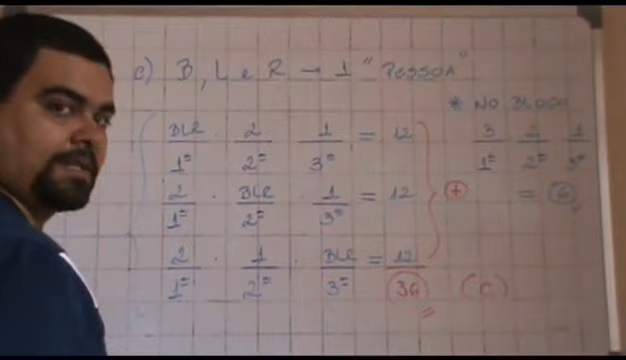 c) B, L e R → 1 "PESSOA"
* NO BLOCO
BLR/1º · 2/2º 1/3º = 12
3/1º 2/2º 1/3º
2/1º · BLR/2º · 1/3º = 12 (+) = 6
2/1º · 1/2º · BLR/3º = 12
36 (C)